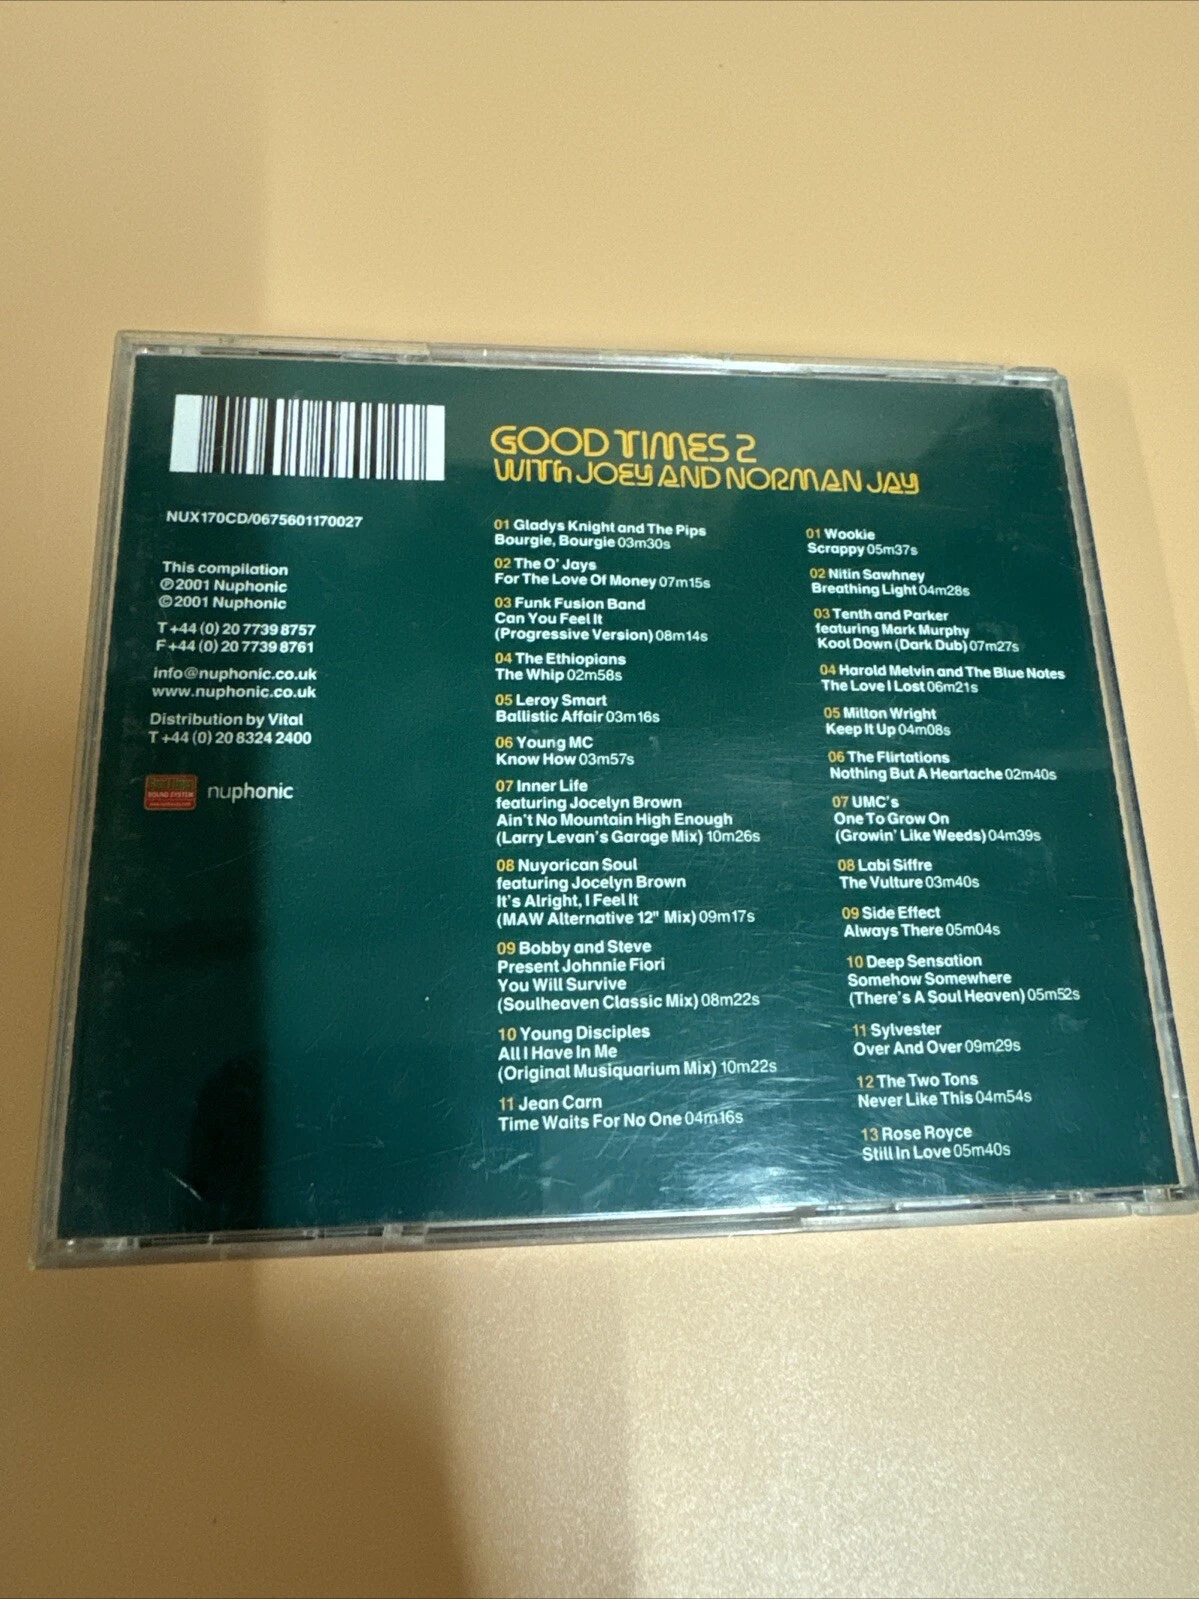 GOOD TIMES 2
WITH JOEY AND NORMAN JAY
NUX170CD/0675601170027
This compilation
℗2001 Nuphonic
©2001 Nuphonic
T+44 (0) 20 7739 8757
F+44 (0) 20 7739 8761
info@nuphonic.co.uk
www.nuphonic.co.uk
Distribution by Vital
T+44 (0) 20 8324 2400
SOUND SYSTEM
nuphonic
01 Gladys Knight and The Pips
Bourgie, Bourgie 03m30s
02 The O' Jays
For The Love Of Money 07m15s
03 Funk Fusion Band
Can You Feel It
(Progressive Version) 08m14s
04 The Ethiopians
The Whip 02m58s
05 Leroy Smart
Ballistic Affair 03m16s
06 Young MC
Know How 03m57s
07 Inner Life
featuring Jocelyn Brown
Ain't No Mountain High Enough
(Larry Levan's Garage Mix) 10m26s
08 Nuyorican Soul
featuring Jocelyn Brown
It's Alright, I Feel It
(MAW Alternative 12" Mix) 09m17s
09 Bobby and Steve
Present Johnnie Fiori
You Will Survive
(Soulheaven Classic Mix) 08m22s
10 Young Disciples
All I Have In Me
(Original Musiquarium Mix) 10m22s
11 Jean Carn
Time Waits For No One 04m16s
01 Wookie
Scrappy 05m37s
02 Nitin Sawhney
Breathing Light 04m28s
03 Tenth and Parker
featuring Mark Murphy
Kool Down (Dark Dub) 07m27s
04 Harold Melvin and The Blue Notes
The Love I Lost 06m21s
05 Milton Wright
Keep It Up 04m08s
06 The Flirtations
Nothing But A Heartache 02m40s
07 UMC's
One To Grow On
(Growin' Like Weeds) 04m39s
08 Labi Siffre
The Vulture 03m40s
09 Side Effect
Always There 05m04s
10 Deep Sensation
Somehow Somewhere
(There's A Soul Heaven) 05m52s
11 Sylvester
Over And Over 09m29s
12 The Two Tons
Never Like This 04m54s
13 Rose Royce
Still In Love 05m40s